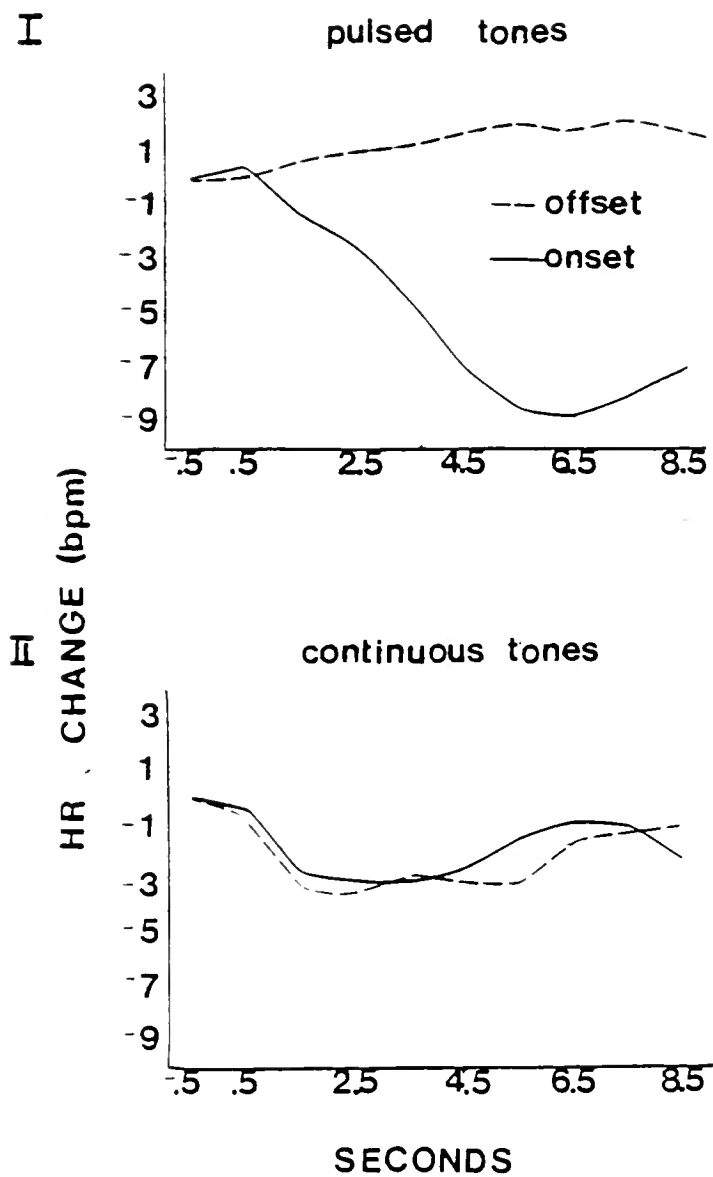 I
pulsed tones
3
1
-1
-3
-5
-7
-9
offset
onset
-.5 .5 2.5 4.5 6.5 8.5
HR CHANGE (bpm)
II
continuous tones
3
1
-1
-3
-5
-7
-9
-.5 .5 2.5 4.5 6.5 8.5
SECONDS